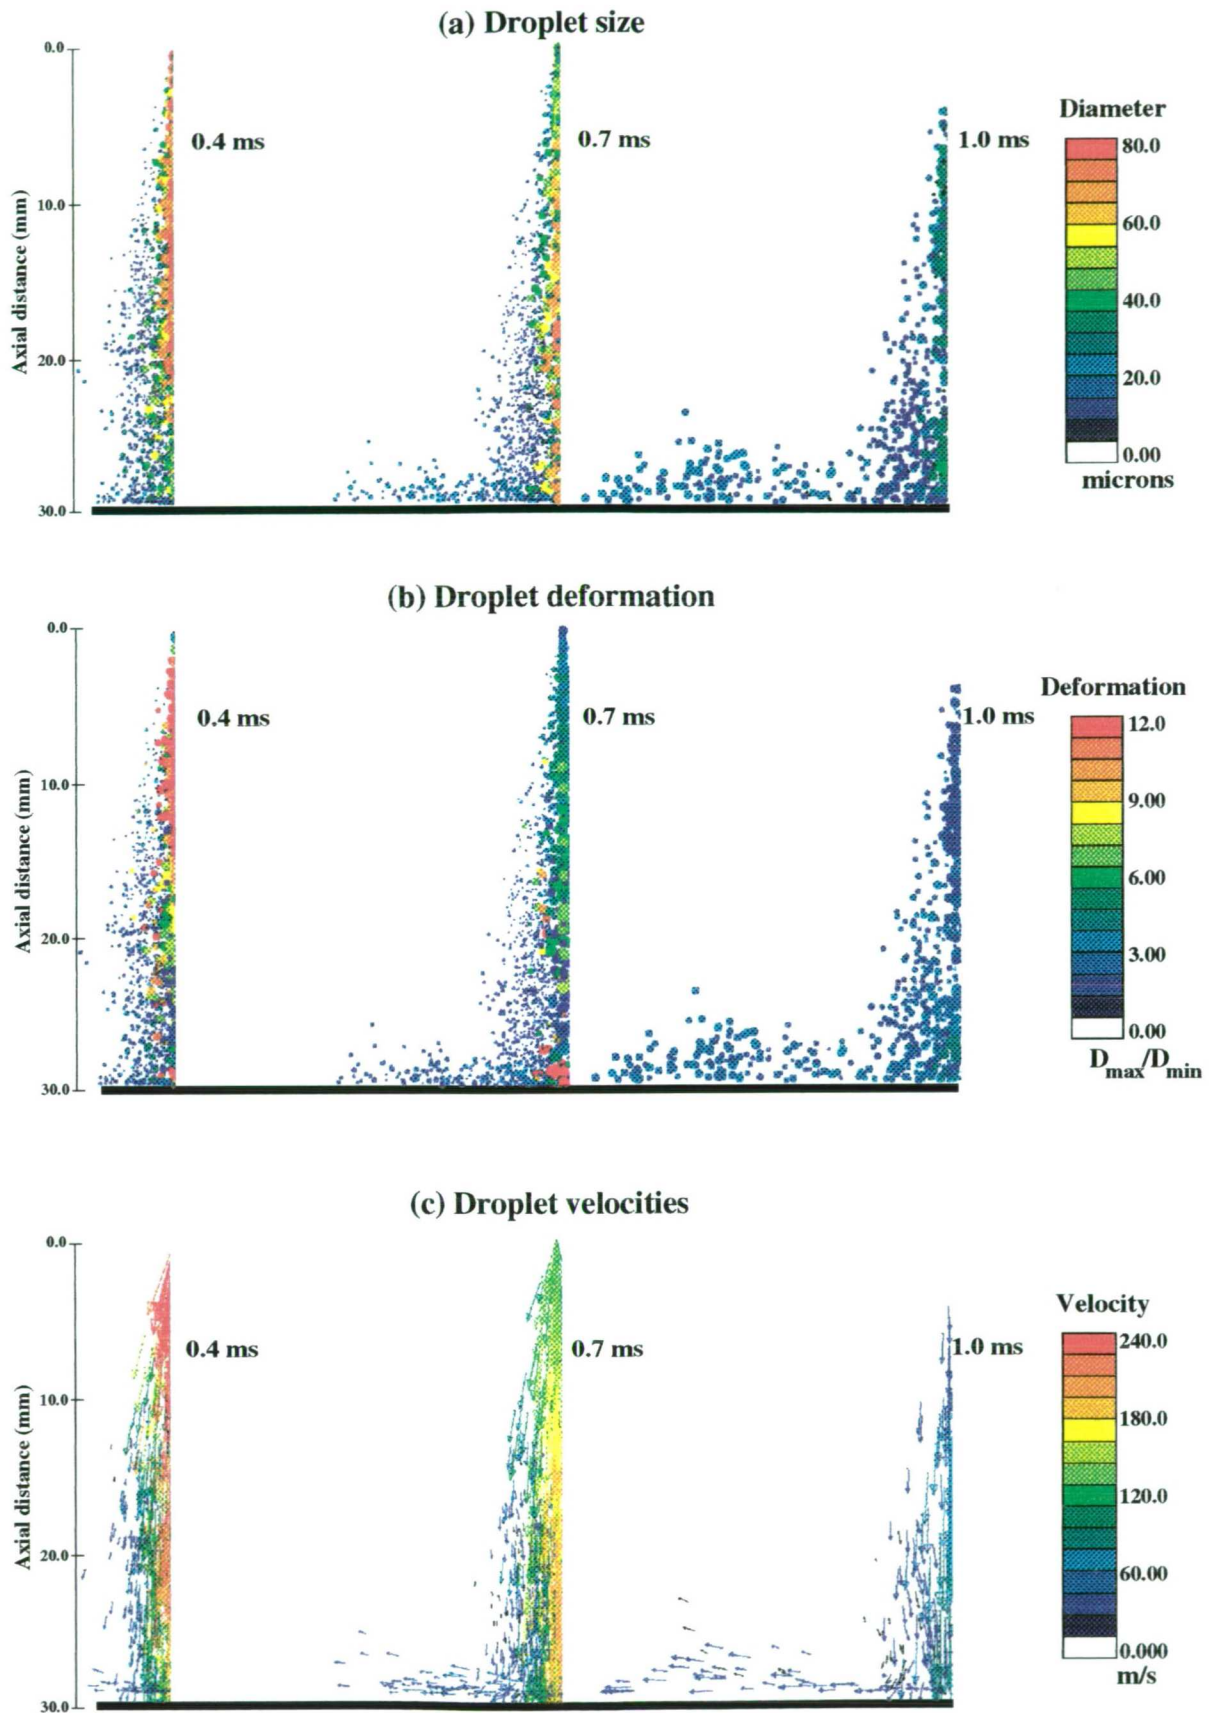 (a) Droplet size
0.0
0.4 ms
0.7 ms
1.0 ms
10.0
20.0
30.0
Axial distance (mm)
Diameter
80.0
60.0
40.0
20.0
0.00
microns
(b) Droplet deformation
0.0
0.4 ms
0.7 ms
1.0 ms
10.0
20.0
30.0
Axial distance (mm)
Deformation
12.0
9.00
6.00
3.00
0.00
Dmax/Dmin
(c) Droplet velocities
0.0
0.4 ms
0.7 ms
1.0 ms
10.0
20.0
30.0
Axial distance (mm)
Velocity
240.0
180.0
120.0
60.00
0.000
m/s